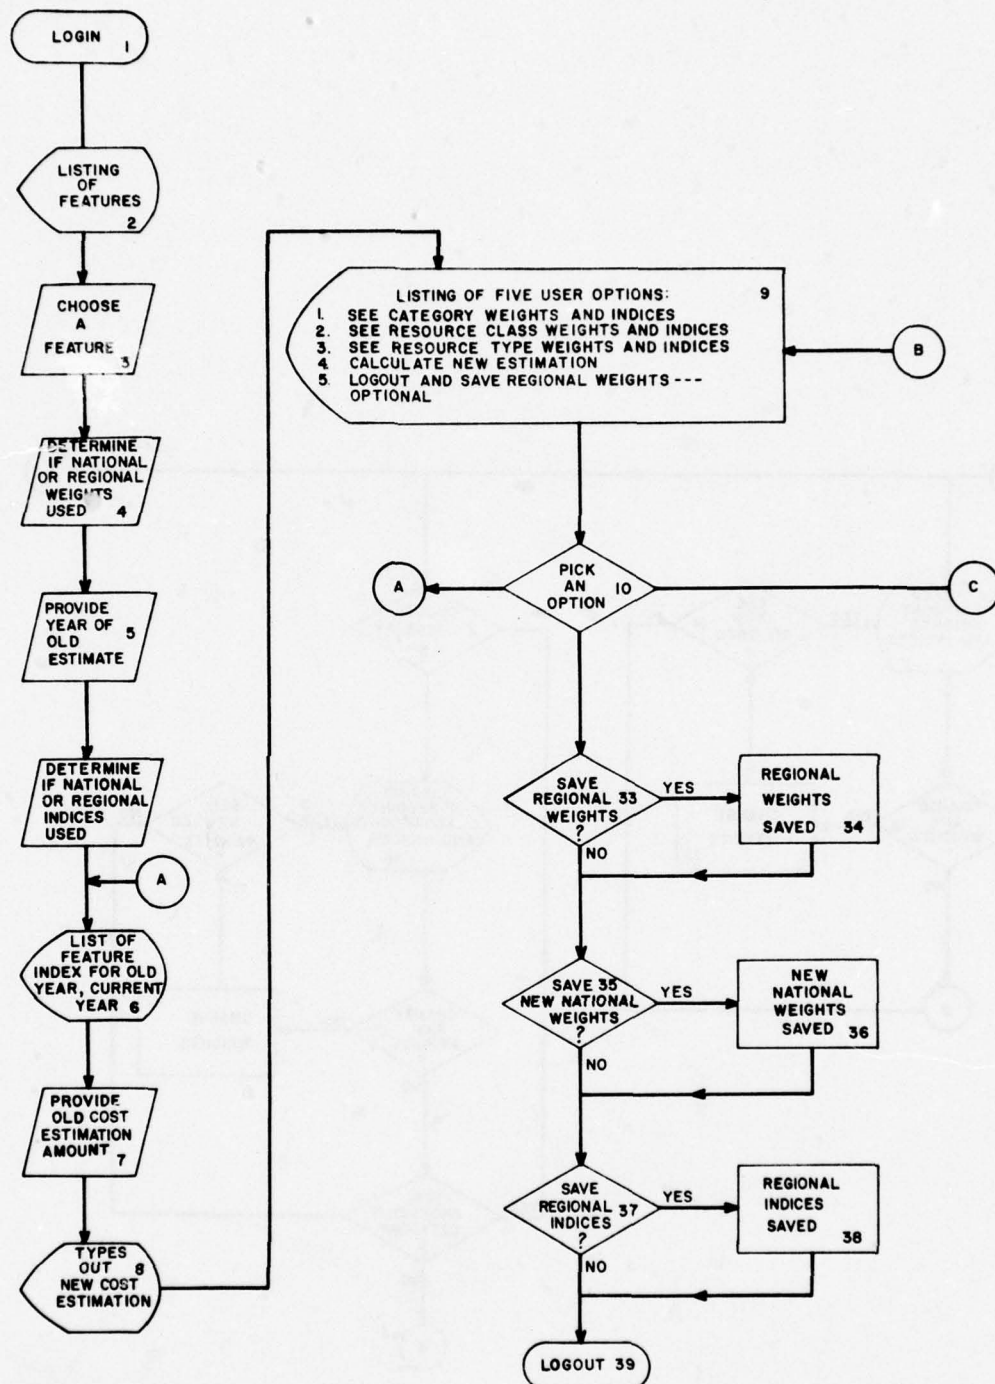 LOGIN 1
LISTING
OF
FEATURES
2
CHOOSE
A
FEATURE
3
DETERMINE
IF NATIONAL
OR REGIONAL
WEIGHTS
USED 4
PROVIDE
YEAR OF 5
OLD
ESTIMATE
DETERMINE
IF NATIONAL
OR REGIONAL
INDICES
USED
A
LIST OF
FEATURE
INDEX FOR OLD
YEAR, CURRENT
YEAR 6
PROVIDE
OLD COST
ESTIMATION
AMOUNT 7
TYPES
OUT 8
NEW COST
ESTIMATION
LISTING OF FIVE USER OPTIONS: 9
1. SEE CATEGORY WEIGHTS AND INDICES
2. SEE RESOURCE CLASS WEIGHTS AND INDICES
3. SEE RESOURCE TYPE WEIGHTS AND INDICES
4. CALCULATE NEW ESTIMATION
5. LOGOUT AND SAVE REGIONAL WEIGHTS ---
OPTIONAL
B
A
PICK
AN 10
OPTION
C
SAVE
REGIONAL 33
WEIGHTS
?
YES
NO
REGIONAL
WEIGHTS
SAVED 34
SAVE 35
NEW NATIONAL
WEIGHTS
?
YES
NO
NEW
NATIONAL
WEIGHTS
SAVED 36
SAVE
REGIONAL 37
INDICES
?
YES
NO
REGIONAL
INDICES
SAVED 38
LOGOUT 39